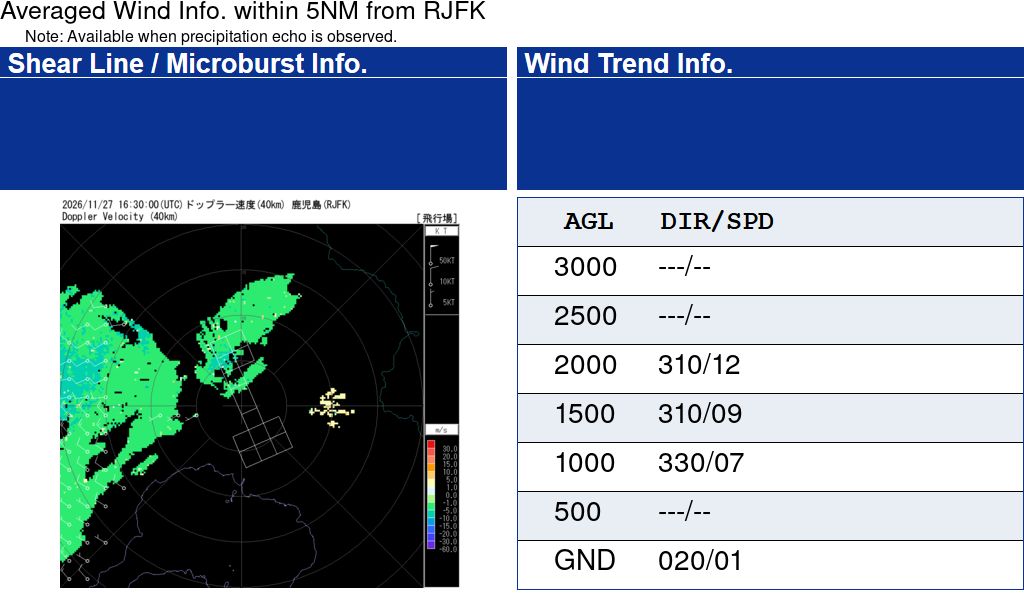 Averaged Wind Info. within 5NM from RJFK
Note: Available when precipitation echo is observed.
Shear Line / Microburst Info.
Wind Trend Info.
2026/11/27 16:30:00(UTC) ドップラー速度(40km) 鹿児島(RJFK)
Doppler Velocity (40km)
[飛行場]
KT
50KT
10KT
5KT
m/s
30.0
20.0
15.0
10.0
5.0
1.0
0.0
-1.0
-5.0
-10.0
-15.0
-20.0
-30.0
-60.0
AGL DIR/SPD
3000 ---/--
2500 ---/--
2000 310/12
1500 310/09
1000 330/07
500 ---/--
GND 020/01